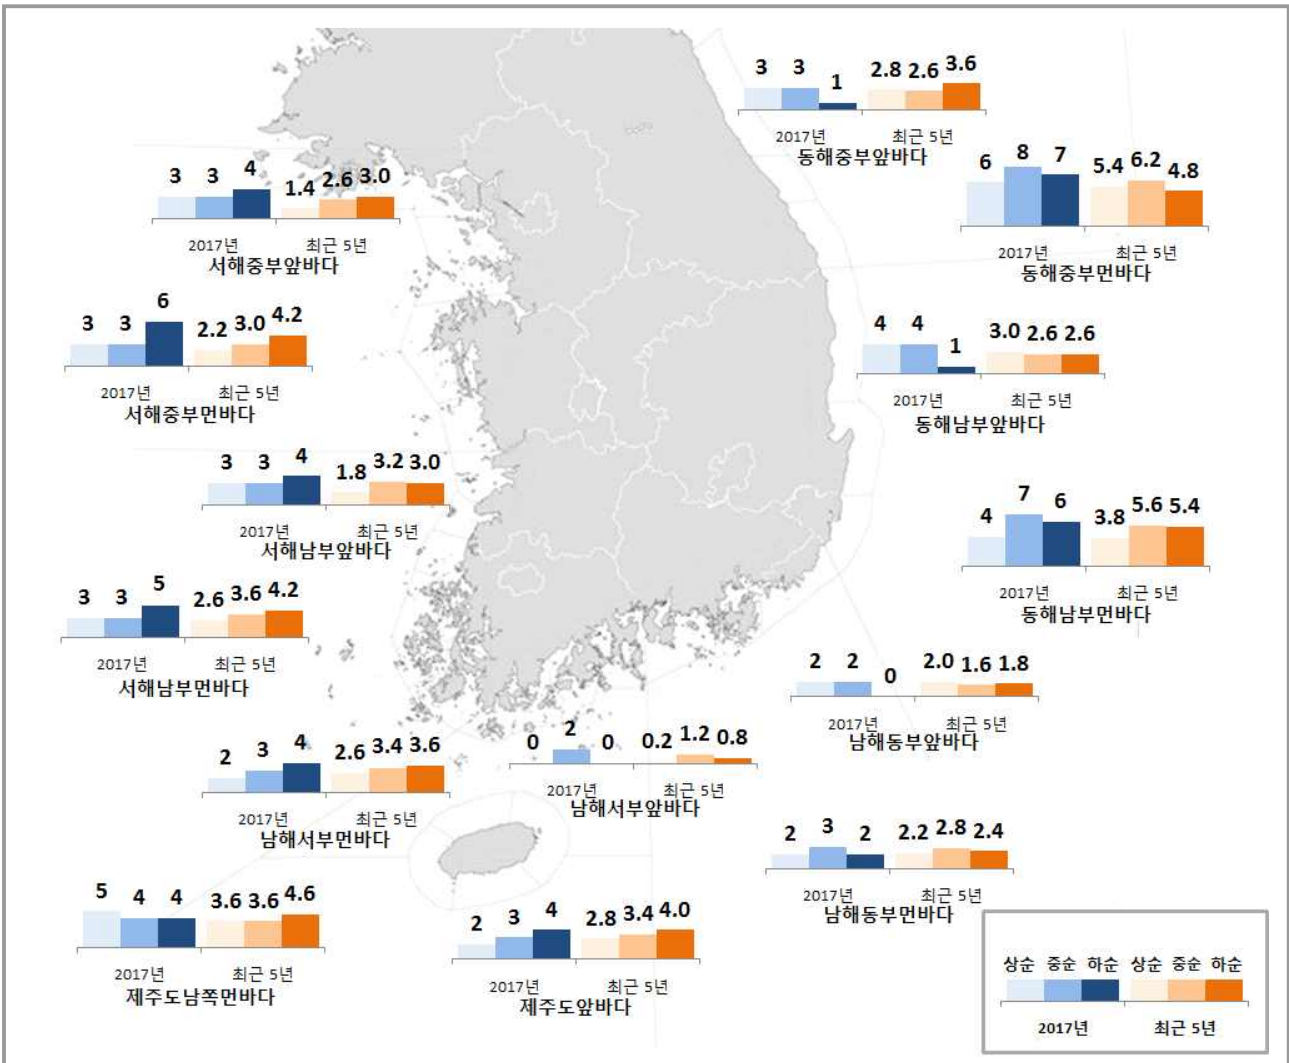 3 3 1 2.8 2.6 3.6
2017년 최근 5년
동해중부앞바다
6 8 7 5.4 6.2 4.8
2017년 최근 5년
동해중부먼바다
3 3 4 1.4 2.6 3.0
2017년 최근 5년
서해중부앞바다
3 3 6 2.2 3.0 4.2
2017년 최근 5년
서해중부먼바다
4 4 1 3.0 2.6 2.6
2017년 최근 5년
동해남부앞바다
3 3 4 1.8 3.2 3.0
2017년 최근 5년
서해남부앞바다
4 7 6 3.8 5.6 5.4
2017년 최근 5년
동해남부먼바다
3 3 5 2.6 3.6 4.2
2017년 최근 5년
서해남부먼바다
2 2 0 2.0 1.6 1.8
2017년 최근 5년
남해동부앞바다
2 3 4 2.6 3.4 3.6
2017년 최근 5년
남해서부먼바다
0 2 0 0.2 1.2 0.8
2017년 최근 5년
남해서부앞바다
2 3 2 2.2 2.8 2.4
2017년 최근 5년
남해동부먼바다
5 4 4 3.6 3.6 4.6
2017년 최근 5년
제주도남쪽먼바다
2 3 4 2.8 3.4 4.0
2017년 최근 5년
제주도앞바다
상순 중순 하순 상순 중순 하순
2017년 최근 5년